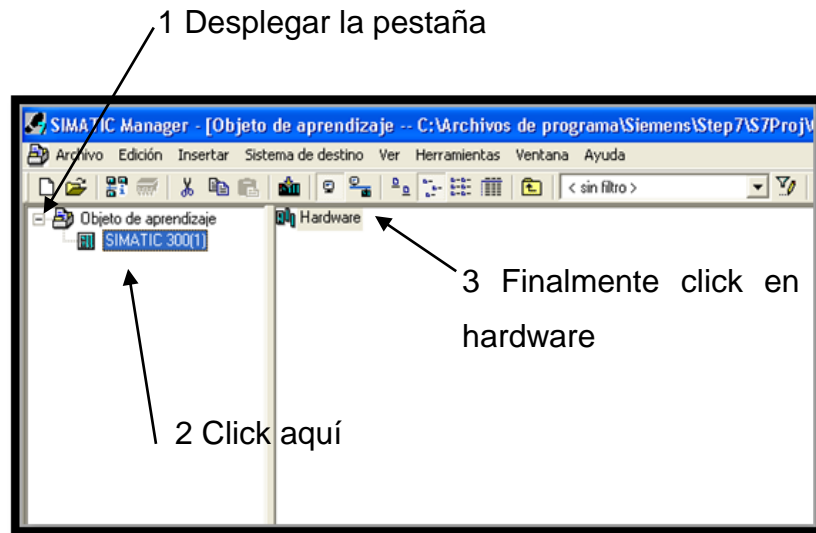 1 Desplegar la pestaña
SIMATIC Manager - [Objeto de aprendizaje -- C:\Archivos de programa\Siemens\Step7\S7Proj\
Archivo Edición Insertar Sistema de destino Ver Herramientas Ventana Ayuda
< sin filtro >
Objeto de aprendizaje
SIMATIC 300(1)
Hardware
3 Finalmente click en
hardware
2 Click aquí